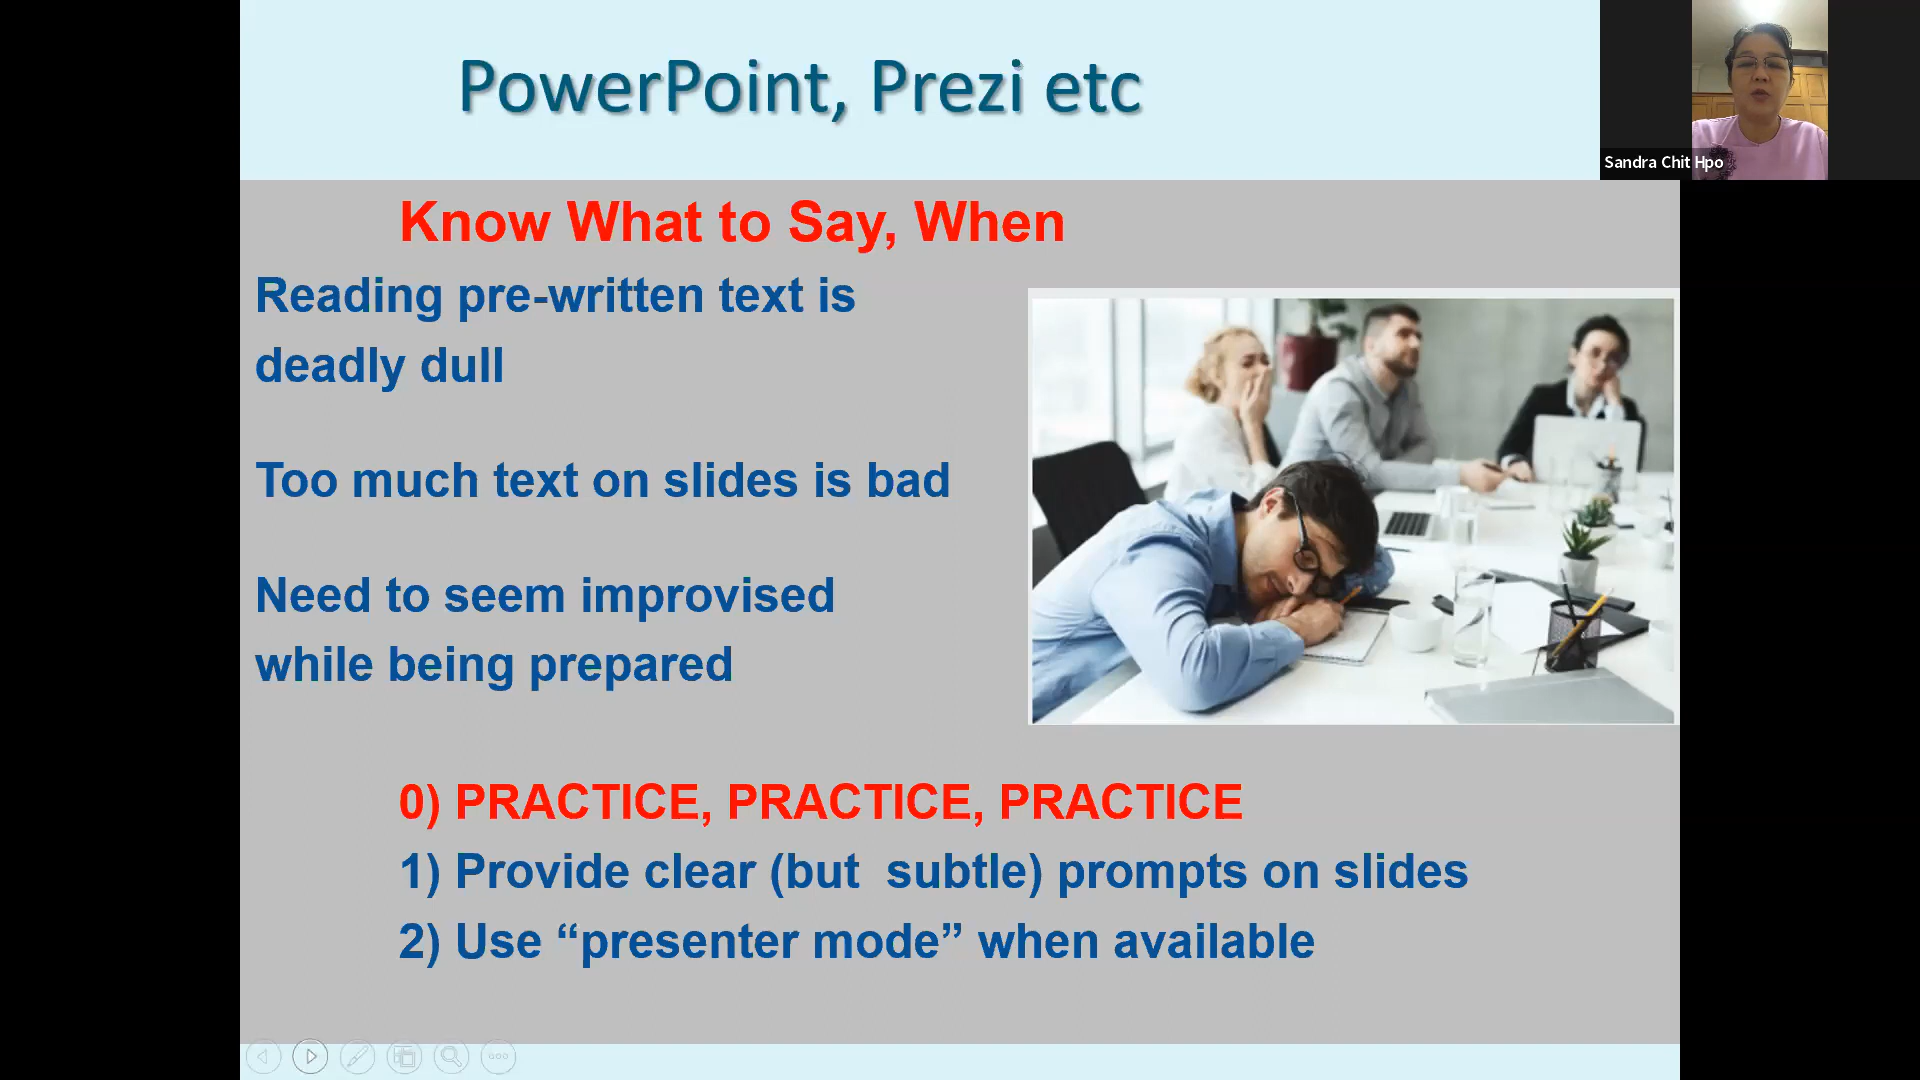 PowerPoint, Prezi etc
Sandra Chit Hpo
Know What to Say, When
Reading pre-written text is
deadly dull
Too much text on slides is bad
Need to seem improvised
while being prepared
0) PRACTICE, PRACTICE, PRACTICE
1) Provide clear (but  subtle) prompts on slides
2) Use “presenter mode” when available